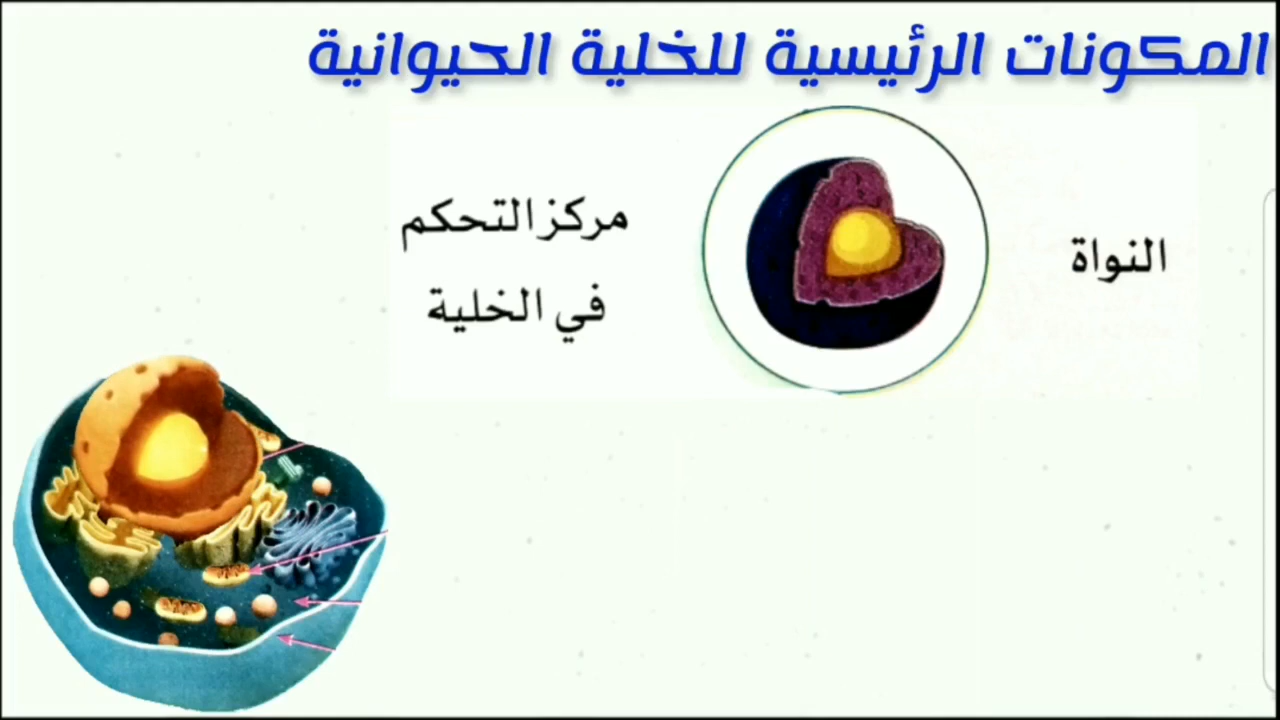 المكونات الرئيسية للخلية الحيوانية
النواة
مركز التحكم
في الخلية